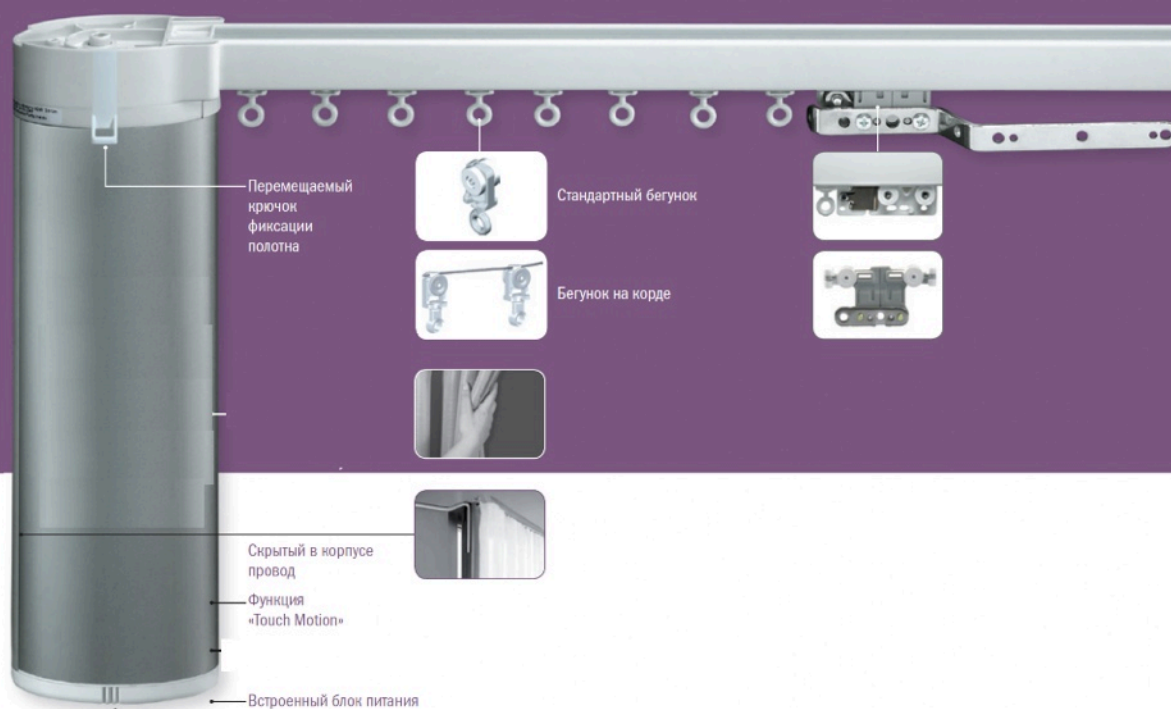 Перемещаемый
крючок
фиксации
полотна
Стандартный бегунок
Бегунок на корде
Скрытый в корпусе
провод
Функция
«Touch Motion»
Встроенный блок питания